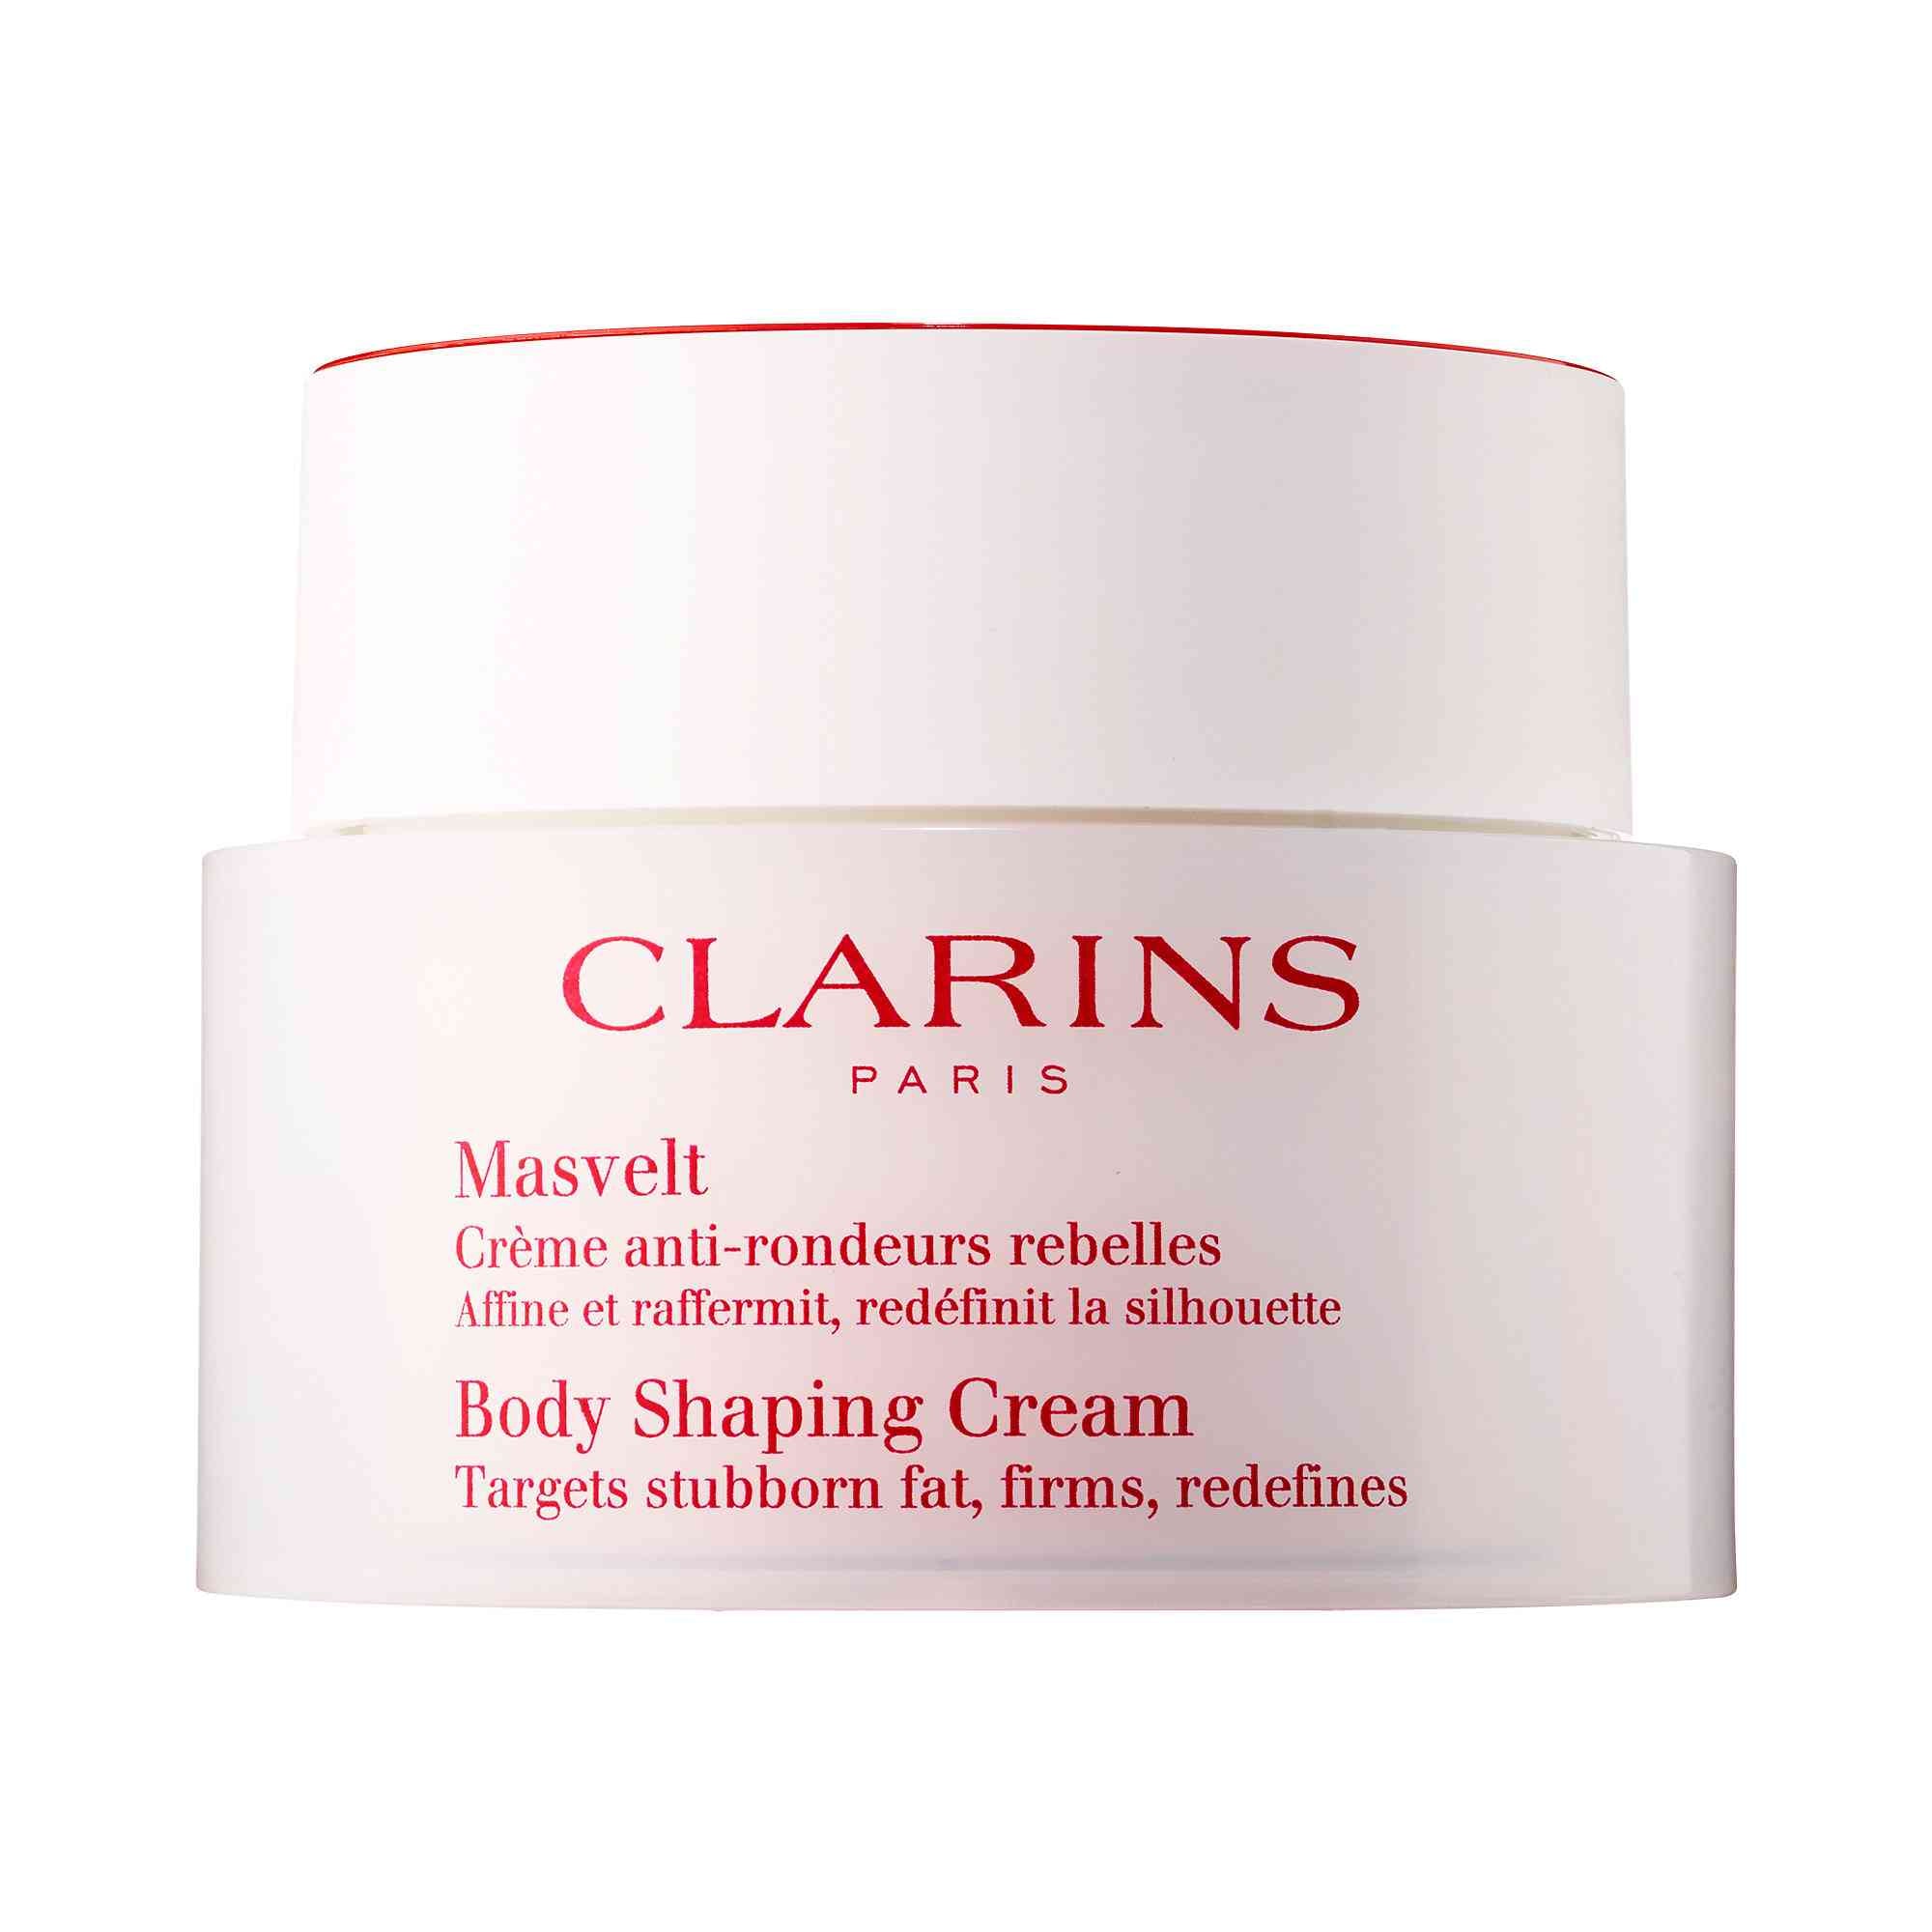 CLARINS
PARIS
Masvelt
Crème anti-rondeurs rebelles
Affine et raffermit, redéfinit la silhouette
Body Shaping Cream
Targets stubborn fat, firms, redefines